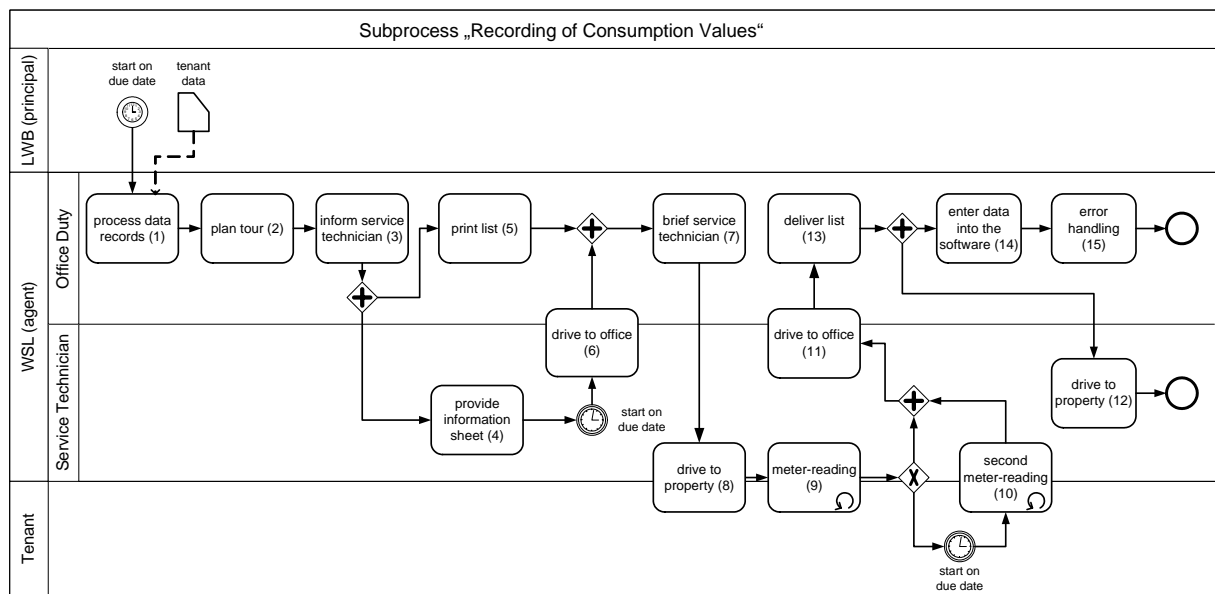 Subprocess „Recording of Consumption Values“
LWB (principal)
start on
due date
tenant
data
WSL (agent)
Office Duty
process data
records (1)
plan tour (2)
inform service
technician (3)
print list (5)
brief service
technician (7)
deliver list
(13)
enter data
into the
software (14)
error
handling
(15)
Service Technician
drive to office
(6)
drive to office
(11)
drive to
property (12)
provide
information
sheet (4)
start on
due date
drive to
property (8)
meter-reading
(9)
X
second
meter-reading
(10)
Tenant
start on
due date